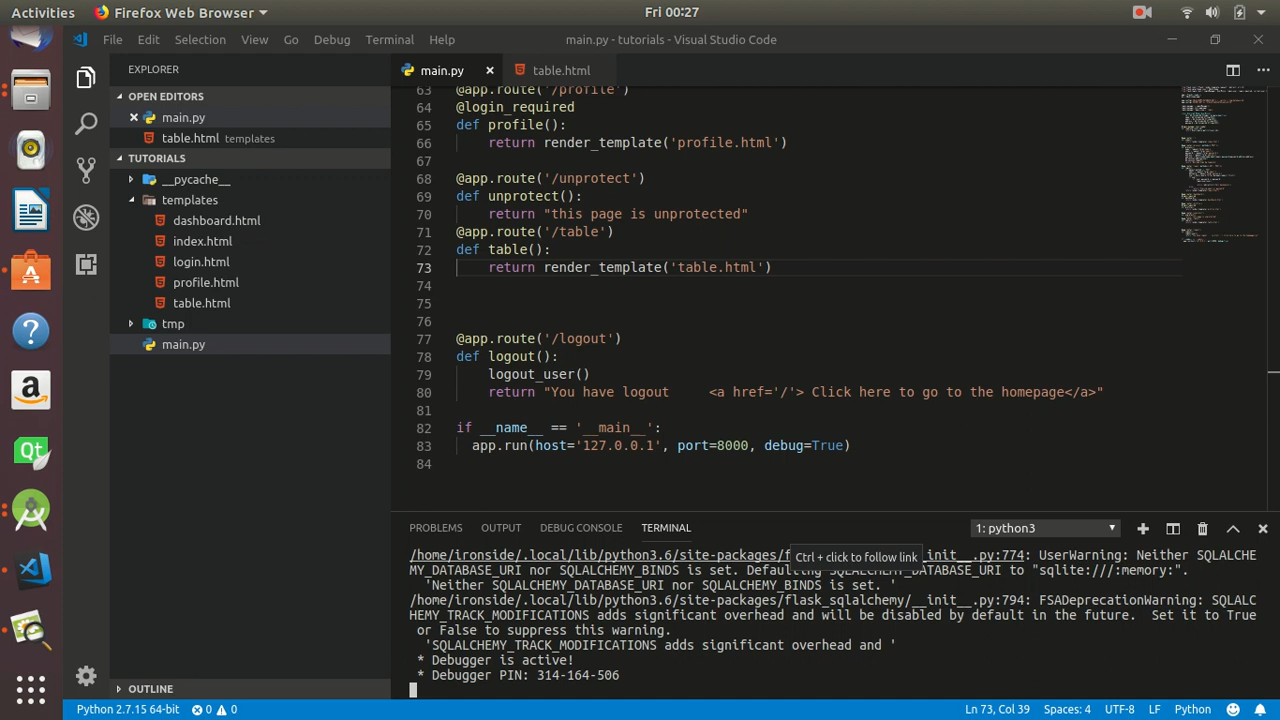 Activities Firefox Web Browser Fri 00:27
File Edit Selection View Go Debug Terminal Help main.py - tutorials - Visual Studio Code
EXPLORER
OPEN EDITORS
main.py
table.html templates
TUTORIALS
__pycache__
templates
dashboard.html
index.html
login.html
profile.html
table.html
tmp
main.py
OUTLINE
main.py table.html
63 @app.route('/profile')
64 @login_required
65 def profile():
66 return render_template('profile.html')
67
68 @app.route('/unprotect')
69 def unprotect():
70 return "this page is unprotected"
71 @app.route('/table')
72 def table():
73 return render_template('table.html')
74
75
76
77 @app.route('/logout')
78 def logout():
79 logout_user()
80 return "You have logout <a href='/'> Click here to go to the homepage</a>"
81
82 if __name__ == '__main__':
83 app.run(host='127.0.0.1', port=8000, debug=True)
84
PROBLEMS OUTPUT DEBUG CONSOLE TERMINAL 1: python3
/home/ironside/.local/lib/python3.6/site-packages/f __init__.py:774: UserWarning: Neither SQLALCHE
Ctrl + click to follow link
MY_DATABASE_URI nor SQLALCHEMY_BINDS is set. Defaulting SQLALCHEMY_DATABASE_URI to "sqlite:///:memory:".
'Neither SQLALCHEMY_DATABASE_URI nor SQLALCHEMY_BINDS is set. '
/home/ironside/.local/lib/python3.6/site-packages/flask_sqlalchemy/__init__.py:794: FSADeprecationWarning: SQLALC
HEMY_TRACK_MODIFICATIONS adds significant overhead and will be disabled by default in the future. Set it to True
or False to suppress this warning.
'SQLALCHEMY_TRACK_MODIFICATIONS adds significant overhead and '
* Debugger is active!
* Debugger PIN: 314-164-506
Python 2.7.15 64-bit 0 0 Ln 73, Col 39 Spaces: 4 UTF-8 LF Python